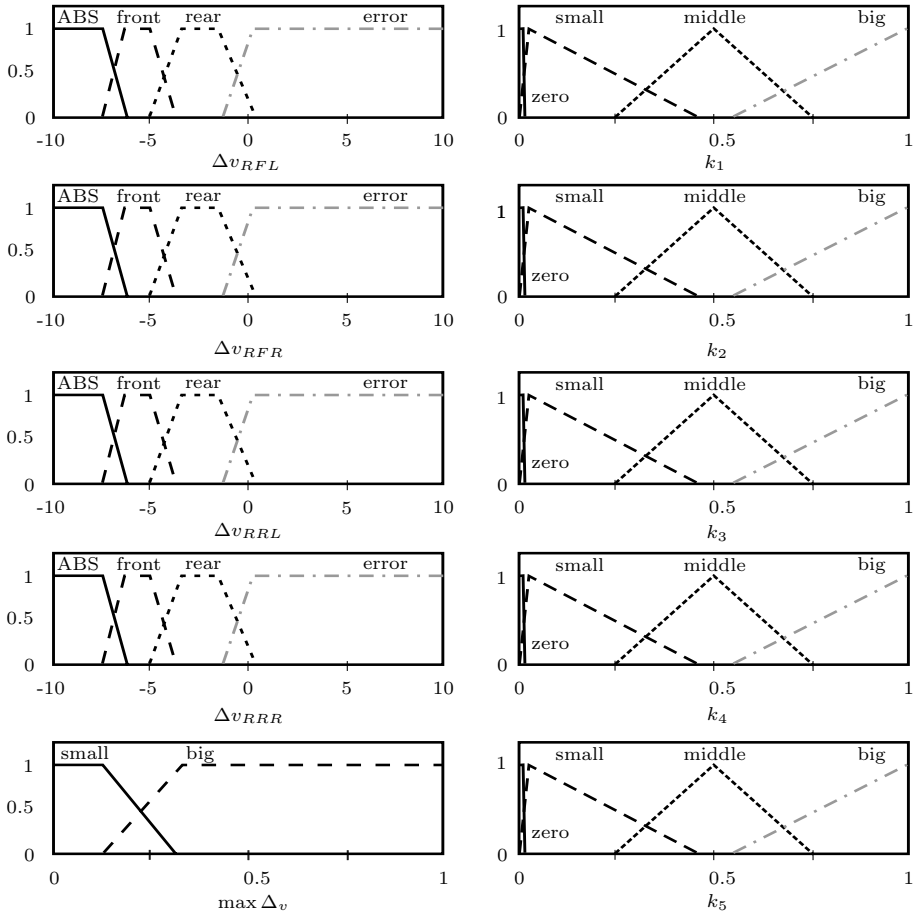 ABS front rear error
1
0.5
0
-10 -5 0 5 10
Δv_RFL
small middle big
1
zero
0
0 0.5 1
k_1
ABS front rear error
1
0.5
0
-10 -5 0 5 10
Δv_RFR
small middle big
1
zero
0
0 0.5 1
k_2
ABS front rear error
1
0.5
0
-10 -5 0 5 10
Δv_RRL
small middle big
1
zero
0
0 0.5 1
k_3
ABS front rear error
1
0.5
0
-10 -5 0 5 10
Δv_RRR
small middle big
1
zero
0
0 0.5 1
k_4
small big
1
0.5
0
0 0.5 1
max Δ_v
small middle big
1
zero
0
0 0.5 1
k_5